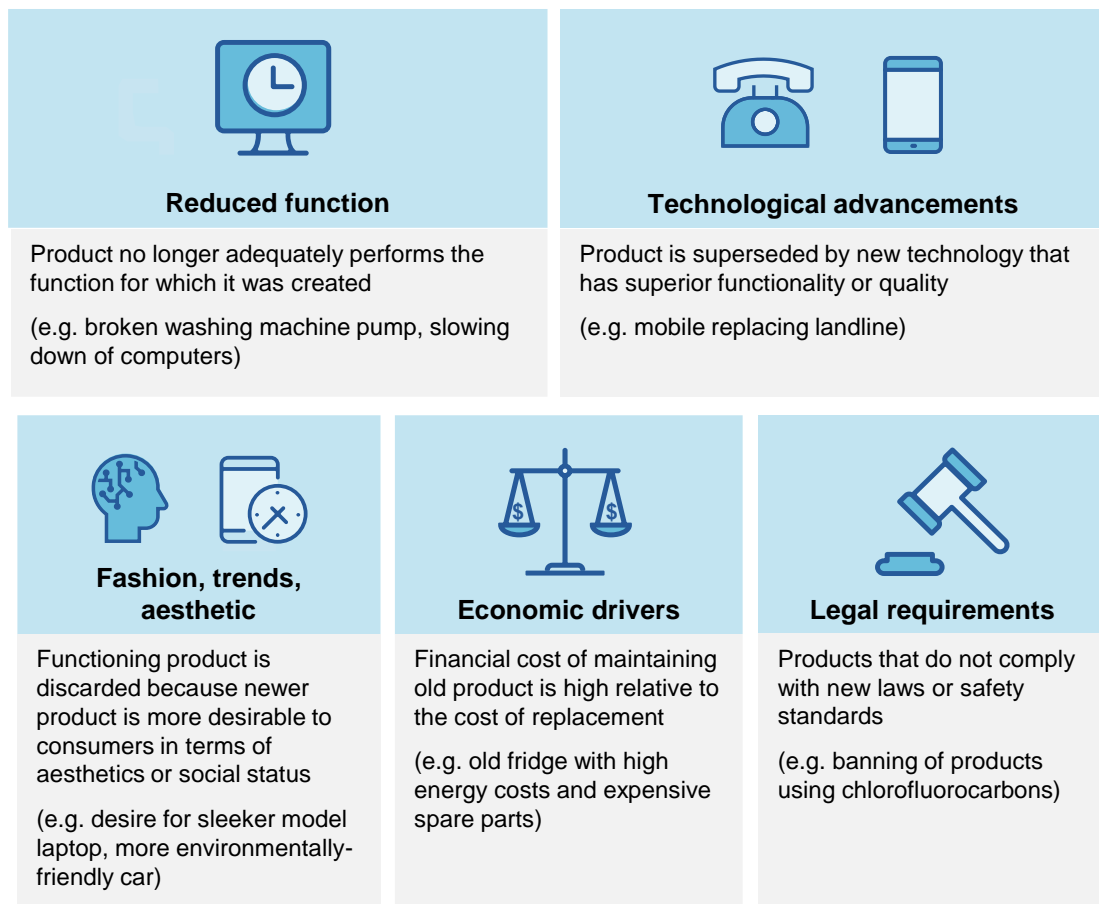 Reduced function
Product no longer adequately performs the
function for which it was created
(e.g. broken washing machine pump, slowing
down of computers)
Technological advancements
Product is superseded by new technology that
has superior functionality or quality
(e.g. mobile replacing landline)
Fashion, trends,
aesthetic
Functioning product is
discarded because newer
product is more desirable to
consumers in terms of
aesthetics or social status
(e.g. desire for sleeker model
laptop, more environmentally-
friendly car)
$ $
Economic drivers
Financial cost of maintaining
old product is high relative to
the cost of replacement
(e.g. old fridge with high
energy costs and expensive
spare parts)
Legal requirements
Products that do not comply
with new laws or safety
standards
(e.g. banning of products
using chlorofluorocarbons)